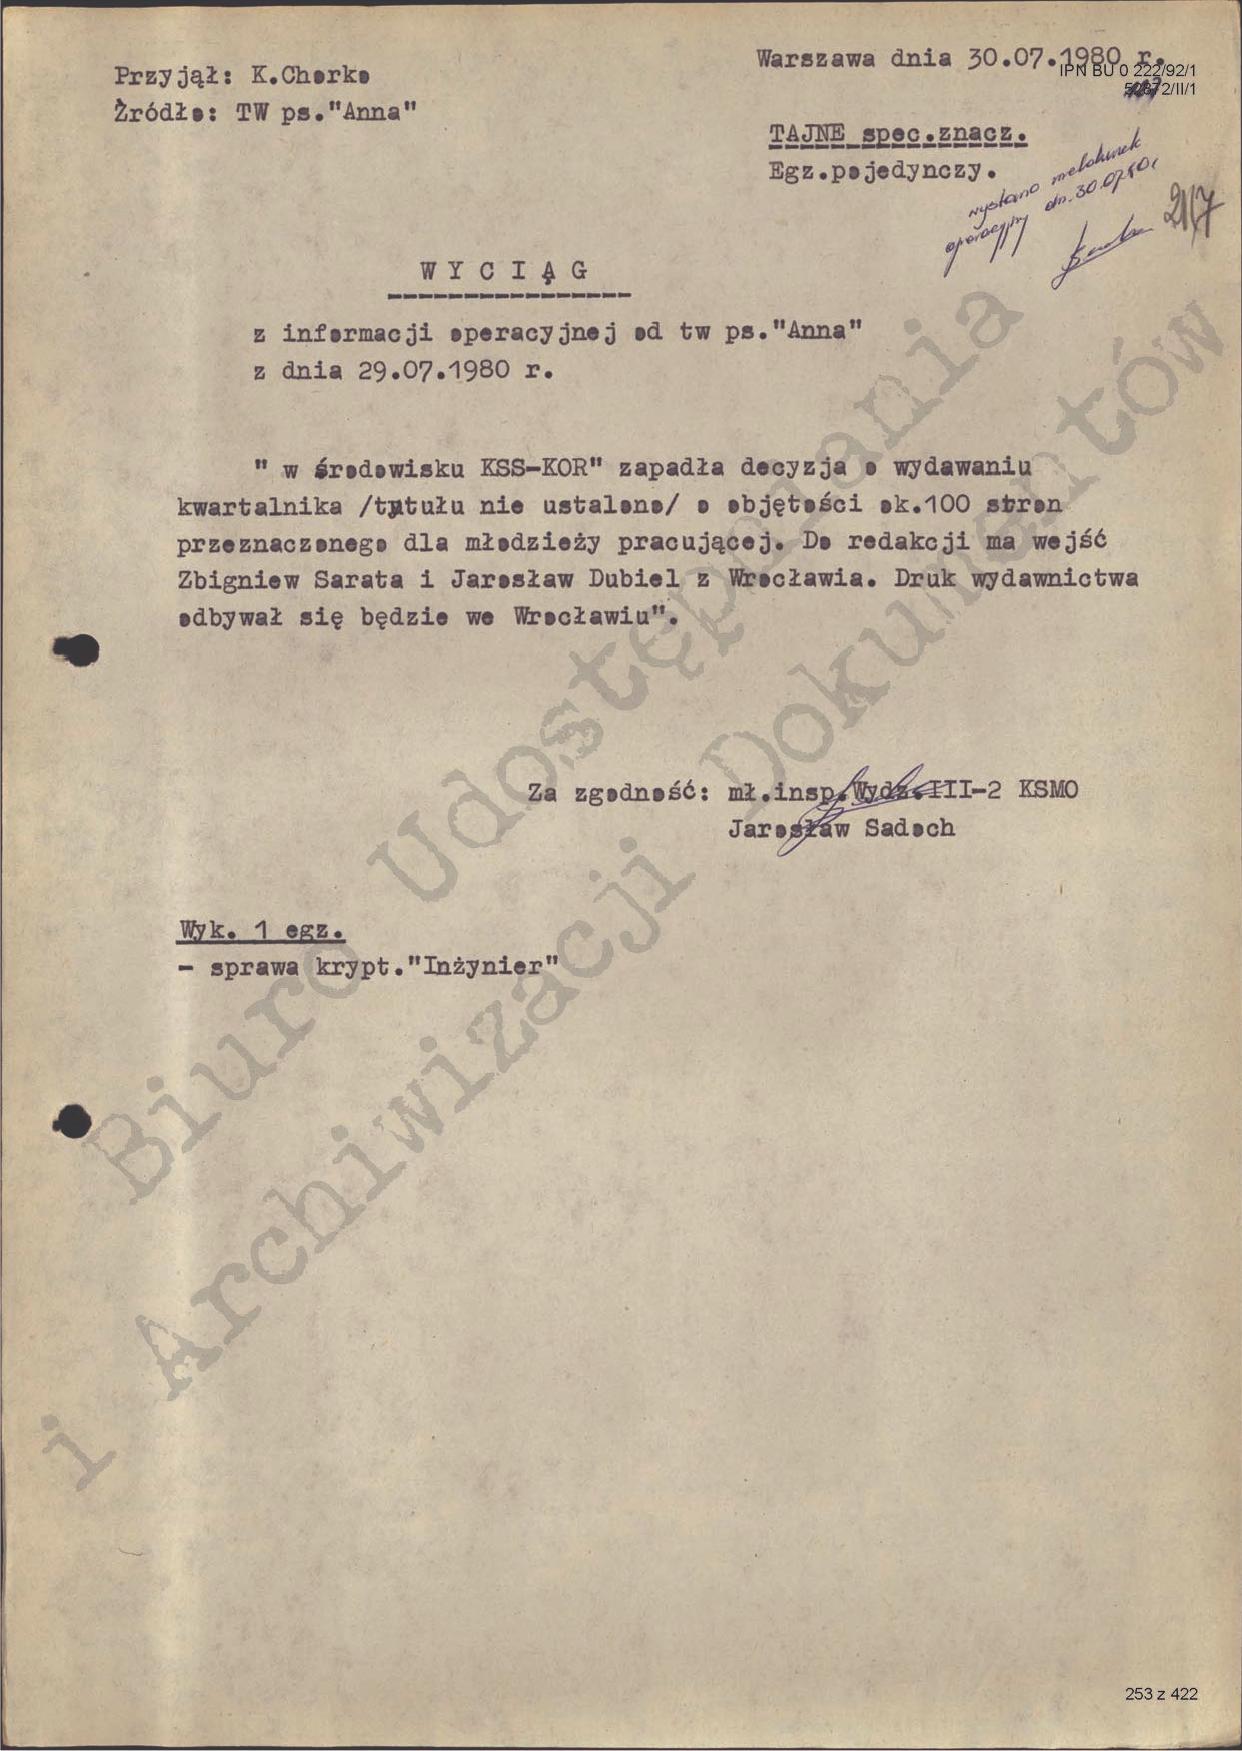 Warszawa dnia 30.07.1980 r.
IPN BU 0 222/92/1
52672/II/1
Przyjął: K.Chorko
Żródło: TW ps."Anna"
TAJNE spec.znacz.
Egz.pojedynczy.
wysłano meldunek
operacyjny dn. 30.07.80r
217
W Y C I Ą G
z informacji operacyjnej od tw ps."Anna"
z dnia 29.07.1980 r.
" w środowisku KSS-KOR" zapadła decyzja o wydawaniu
kwartalnika /tytułu nie ustalono/ o objętości ok.100 stron
przeznaczonego dla młodzieży pracującej. Do redakcji ma wejść
Zbigniew Sarata i Jarosław Dubiel z Wrocławia. Druk wydawnictwa
odbywał się będzie we Wrocławiu".
Za zgodność: mł.insp.Wydz.III-2 KSMO
Jarosław Sadoch
Wyk. 1 egz.
- sprawa krypt."Inżynier"
Biuro Udostępniania
i Archiwizacji Dokumentów
253 z 422